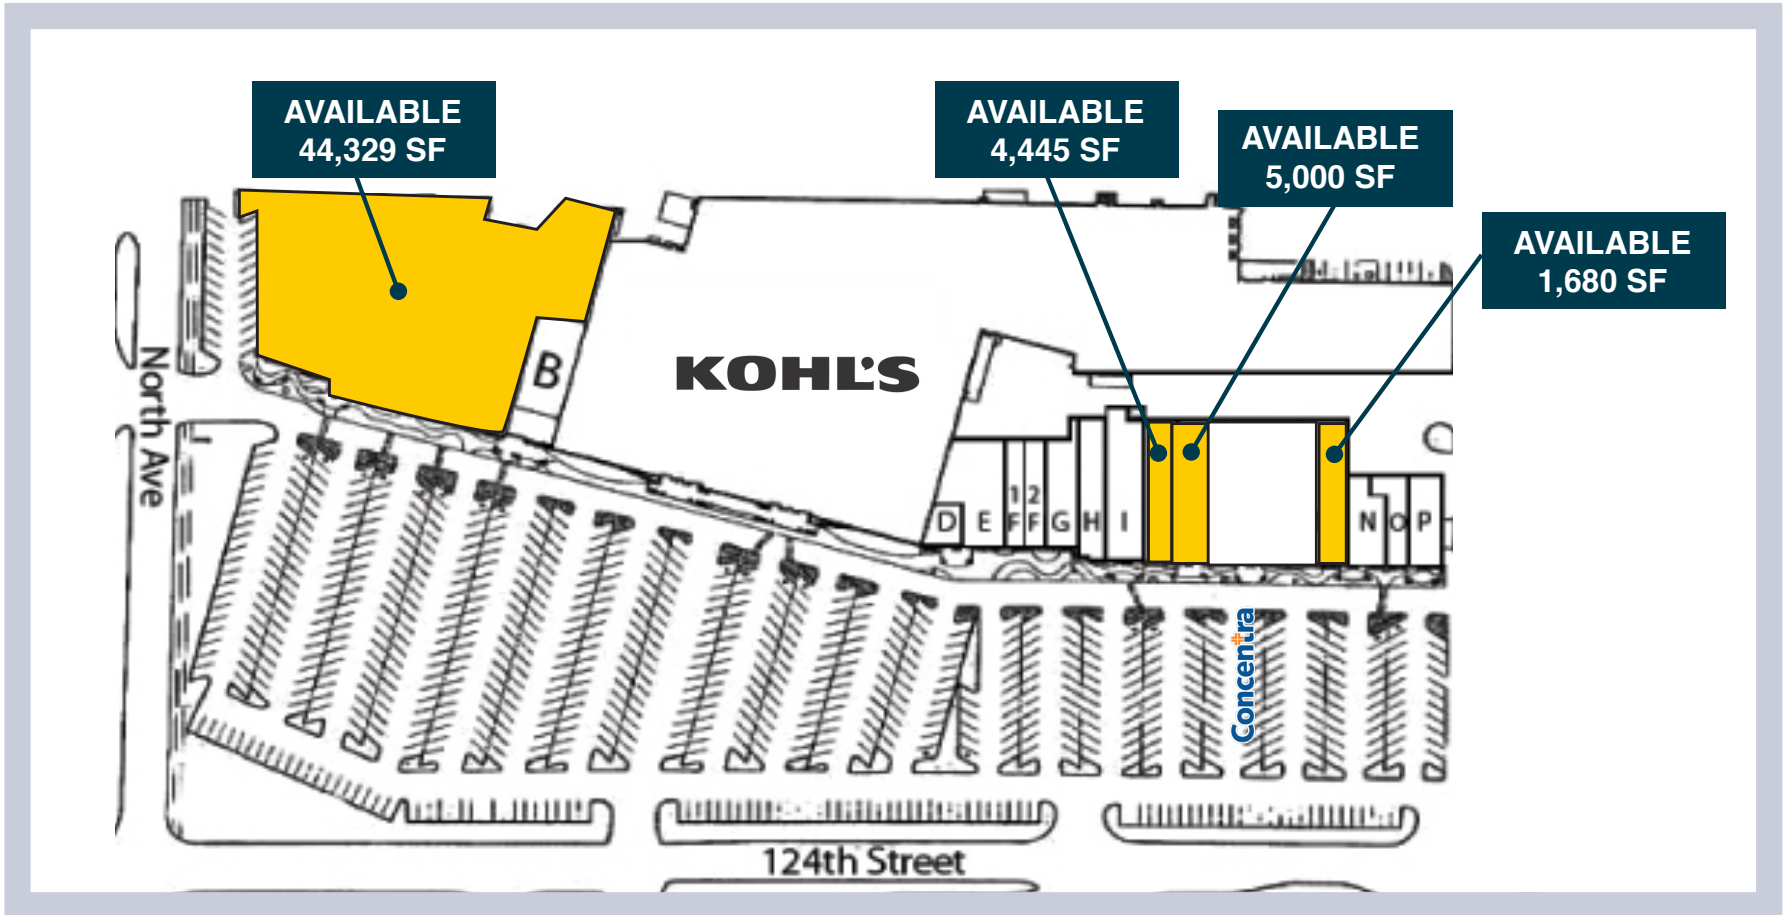 AVAILABLE
44,329 SF
AVAILABLE
4,445 SF
AVAILABLE
5,000 SF
AVAILABLE
1,680 SF
North Ave
B
KOHL'S
D
E
1
F
2
F
G
H
I
N
O
P
Concentra
124th Street